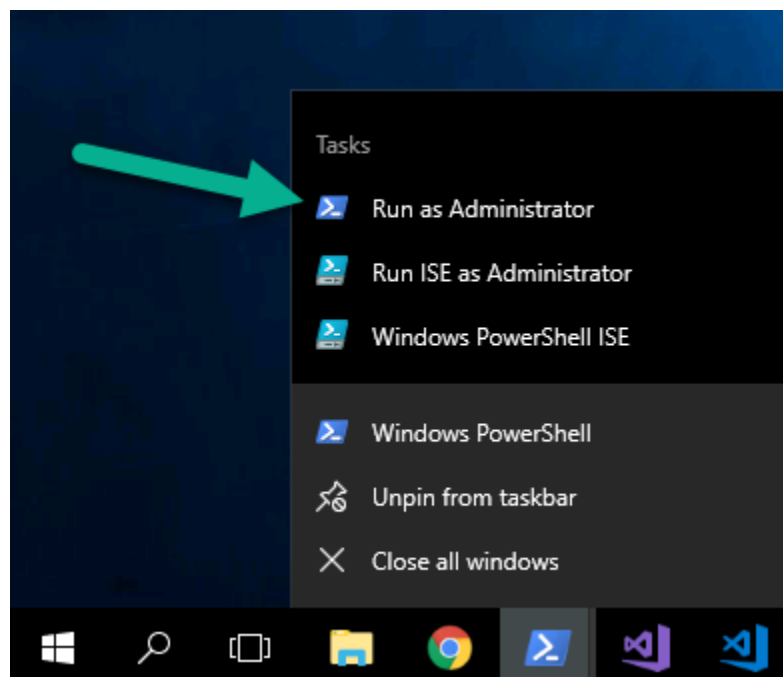 Tasks
Run as Administrator
Run ISE as Administrator
Windows PowerShell ISE
Windows PowerShell
Unpin from taskbar
Close all windows